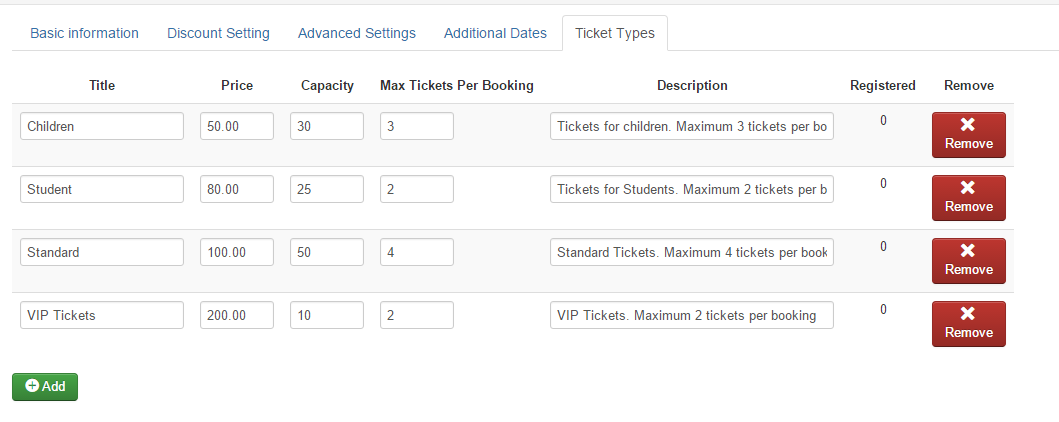 Basic information Discount Setting Advanced Settings Additional Dates Ticket Types
Title Price Capacity Max Tickets Per Booking Description Registered Remove
Children 50.00 30 3 Tickets for children. Maximum 3 tickets per bo 0 Remove
Student 80.00 25 2 Tickets for Students. Maximum 2 tickets per b 0 Remove
Standard 100.00 50 4 Standard Tickets. Maximum 4 tickets per book 0 Remove
VIP Tickets 200.00 10 2 VIP Tickets. Maximum 2 tickets per booking 0 Remove
Add